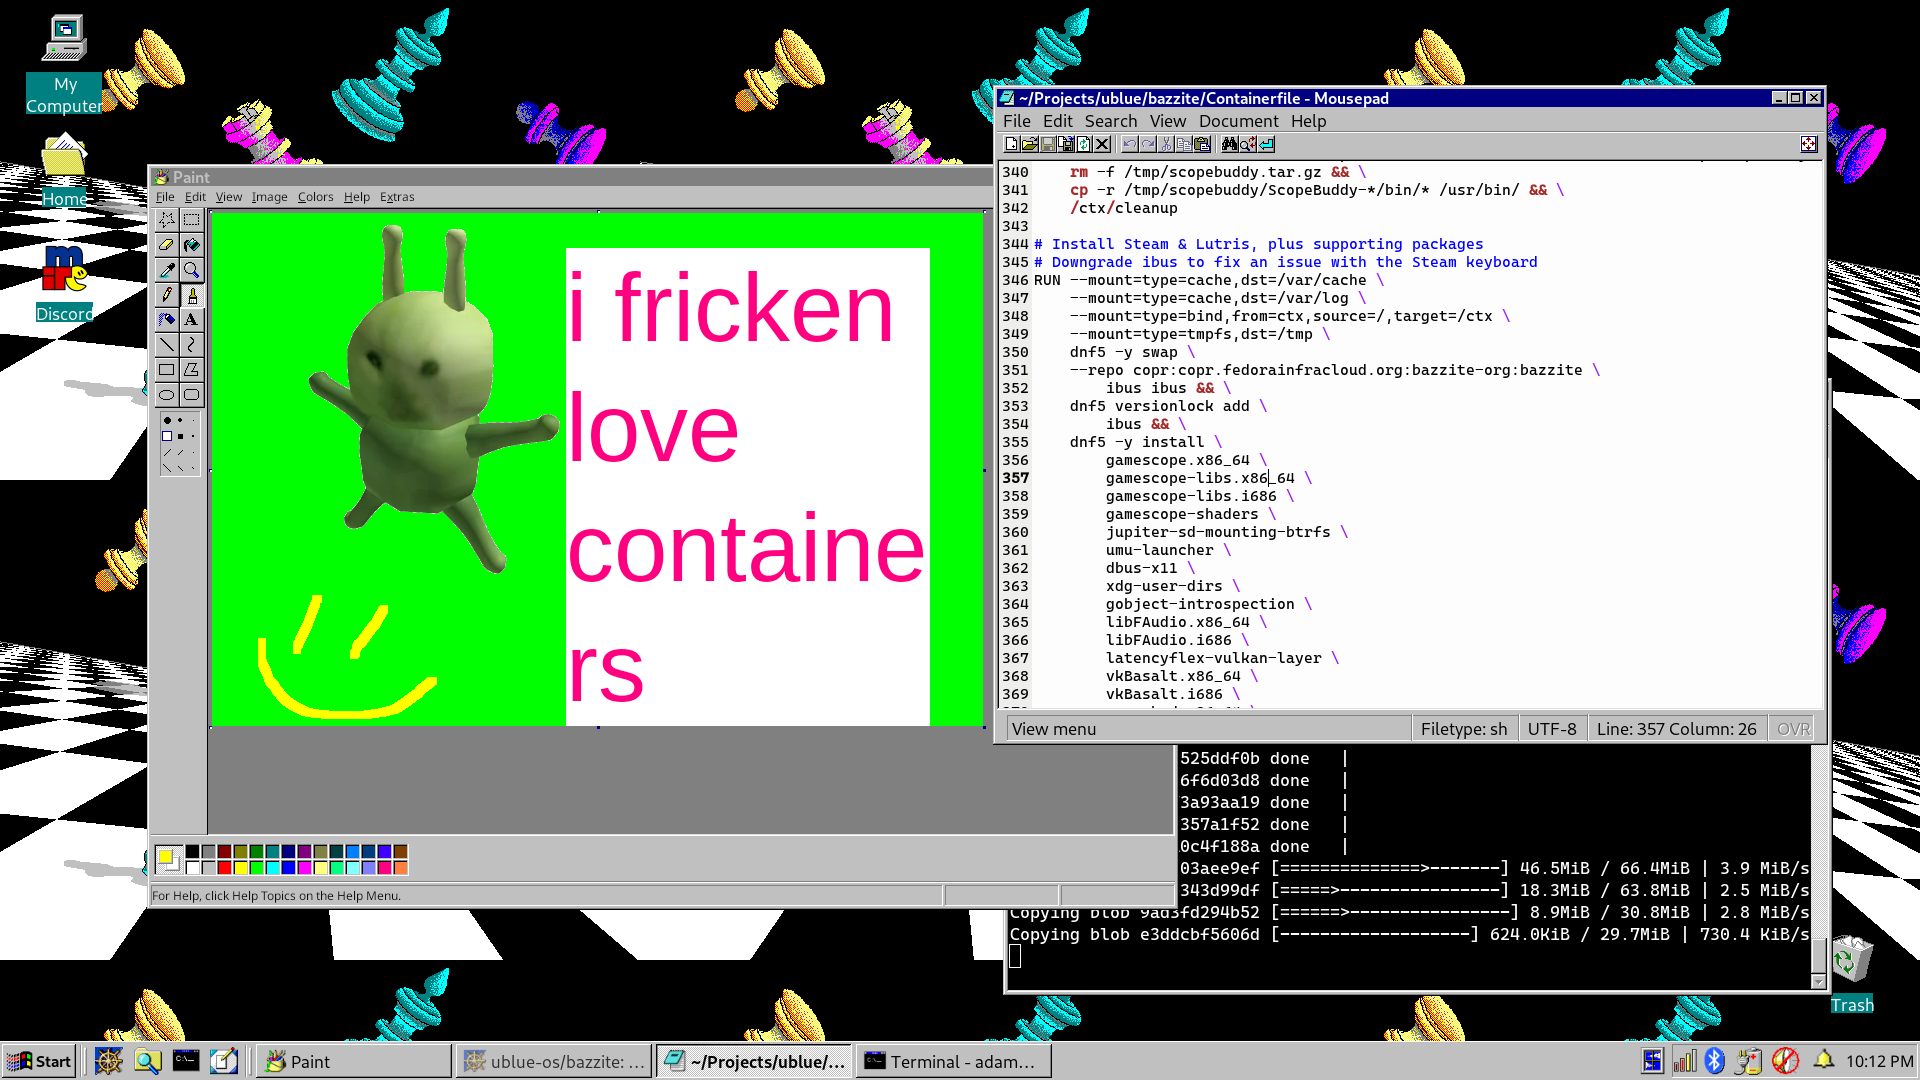 My
Computer
Home
Discord
Paint
File Edit View Image Colors Help Extras
i fricken
love
containe
rs
For Help, click Help Topics on the Help Menu.
~/Projects/ublue/bazzite/Containerfile - Mousepad
File Edit Search View Document Help
340 rm -f /tmp/scopebuddy.tar.gz && \
341 cp -r /tmp/scopebuddy/ScopeBuddy-*/bin/* /usr/bin/ && \
342 /ctx/cleanup
343
344 # Install Steam & Lutris, plus supporting packages
345 # Downgrade ibus to fix an issue with the Steam keyboard
346 RUN --mount=type=cache,dst=/var/cache \
347 --mount=type=cache,dst=/var/log \
348 --mount=type=bind,from=ctx,source=/,target=/ctx \
349 --mount=type=tmpfs,dst=/tmp \
350 dnf5 -y swap \
351 --repo copr:copr.fedorainfracloud.org:bazzite-org:bazzite \
352 ibus ibus && \
353 dnf5 versionlock add \
354 ibus && \
355 dnf5 -y install \
356 gamescope.x86_64 \
357 gamescope-libs.x86_64 \
358 gamescope-libs.i686 \
359 gamescope-shaders \
360 jupiter-sd-mounting-btrfs \
361 umu-launcher \
362 dbus-x11 \
363 xdg-user-dirs \
364 gobject-introspection \
365 libFAudio.x86_64 \
366 libFAudio.i686 \
367 latencyflex-vulkan-layer \
368 vkBasalt.x86_64 \
369 vkBasalt.i686 \
View menu
Filetype: sh
UTF-8
Line: 357 Column: 26
OVR
525ddf0b done |
6f6d03d8 done |
3a93aa19 done |
357a1f52 done |
0c4f188a done |
03aee9ef [==============>-------] 46.5MiB / 66.4MiB | 3.9 MiB/s
343d99df [=====>----------------] 18.3MiB / 63.8MiB | 2.5 MiB/s
Copying blob 9ad3fd294b52 [======>----------------] 8.9MiB / 30.8MiB | 2.8 MiB/s
Copying blob e3ddcbf5606d [-------------------] 624.0KiB / 29.7MiB | 730.4 KiB/s
Trash
Start
Paint
ublue-os/bazzite: ...
~/Projects/ublue/...
Terminal - adam...
10:12 PM